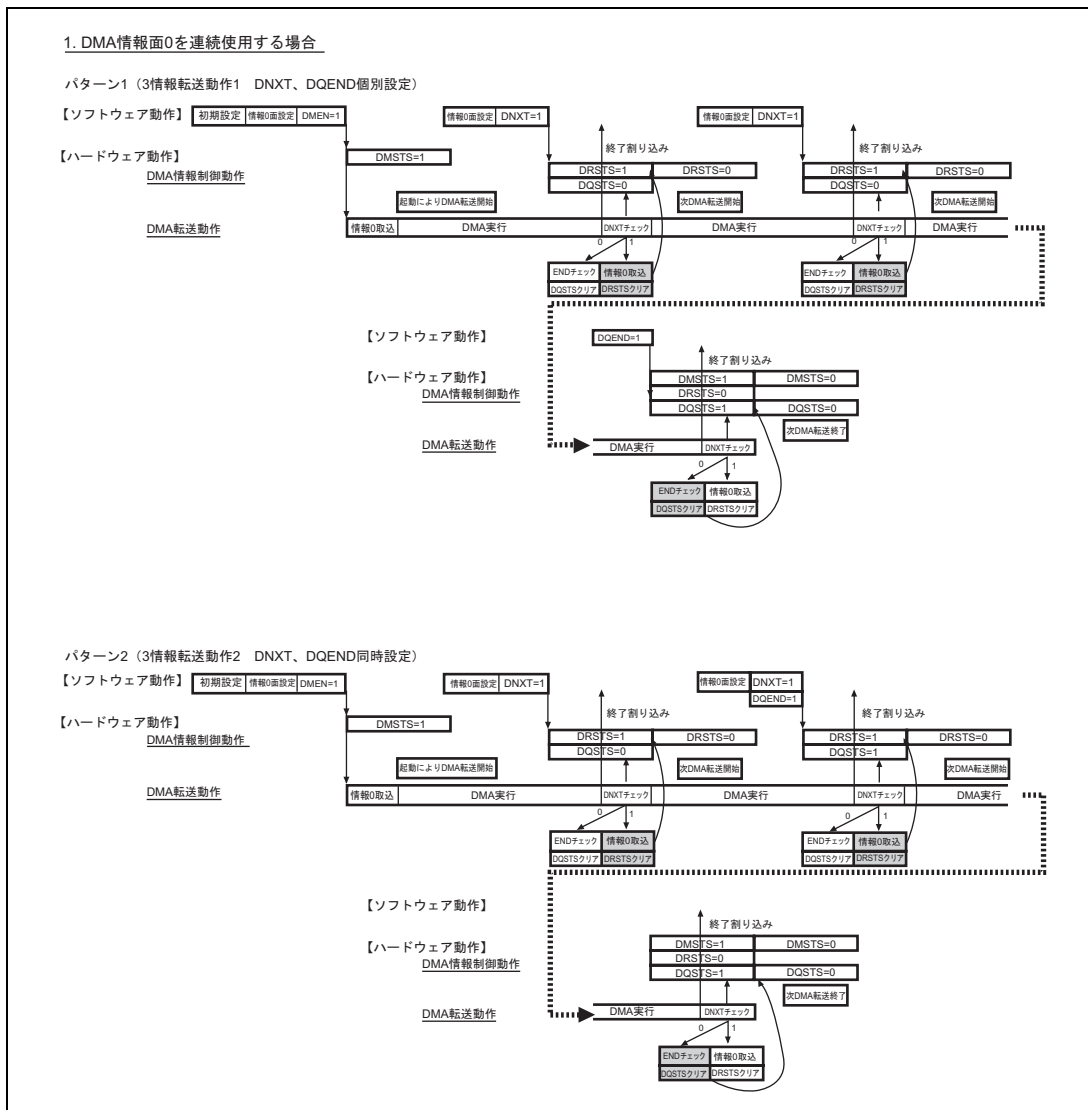 1. DMA情報面0を連続使用する場合
パターン1（3情報転送動作1　DNXT、DQEND個別設定）
【ソフトウェア動作】 初期設定 情報0面設定 DMEN=1 情報0面設定 DNXT=1 情報0面設定 DNXT=1
終了割り込み 終了割り込み
【ハードウェア動作】 DMSTS=1
DMA情報制御動作 DRSTS=1 DRSTS=0 DRSTS=1 DRSTS=0
DQSTS=0 DQSTS=0
起動によりDMA転送開始 次DMA転送開始 次DMA転送開始
DMA転送動作 情報0取込 DMA実行 DNXTチェック DMA実行 DNXTチェック DMA実行
0 1 0 1
ENDチェック 情報0取込 ENDチェック 情報0取込
DQSTSクリア DRSTSクリア DQSTSクリア DRSTSクリア
【ソフトウェア動作】 DQEND=1
終了割り込み
【ハードウェア動作】 DMSTS=1 DMSTS=0
DMA情報制御動作 DRSTS=0
DQSTS=1 DQSTS=0
次DMA転送終了
DMA転送動作 DMA実行 DNXTチェック
0 1
ENDチェック 情報0取込
DQSTSクリア DRSTSクリア
パターン2（3情報転送動作2　DNXT、DQEND同時設定）
【ソフトウェア動作】 初期設定 情報0面設定 DMEN=1 情報0面設定 DNXT=1 情報0面設定 DNXT=1
DQEND=1
終了割り込み 終了割り込み
【ハードウェア動作】 DMSTS=1
DMA情報制御動作 DRSTS=1 DRSTS=0 DRSTS=1 DRSTS=0
DQSTS=0 DQSTS=1
起動によりDMA転送開始 次DMA転送開始 次DMA転送開始
DMA転送動作 情報0取込 DMA実行 DNXTチェック DMA実行 DNXTチェック DMA実行
0 1 0 1
ENDチェック 情報0取込 ENDチェック 情報0取込
DQSTSクリア DRSTSクリア DQSTSクリア DRSTSクリア
【ソフトウェア動作】
終了割り込み
【ハードウェア動作】 DMSTS=1 DMSTS=0
DMA情報制御動作 DRSTS=0
DQSTS=1 DQSTS=0
次DMA転送終了
DMA転送動作 DMA実行 DNXTチェック
0 1
ENDチェック 情報0取込
DQSTSクリア DRSTSクリア